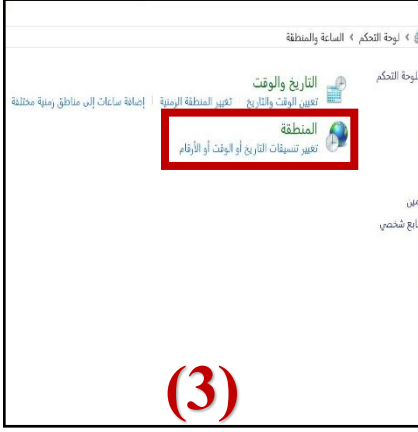 لوحة التحكم › الساعة والمنطقة
لوحة التحكم
التاريخ والوقت
تعيين الوقت والتاريخ | تغيير المنطقة الزمنية | إضافة ساعات إلى مناطق زمنية مختلفة
المنطقة
تغيير تنسيقات التاريخ أو الوقت أو الأرقام
شخصي
(3)